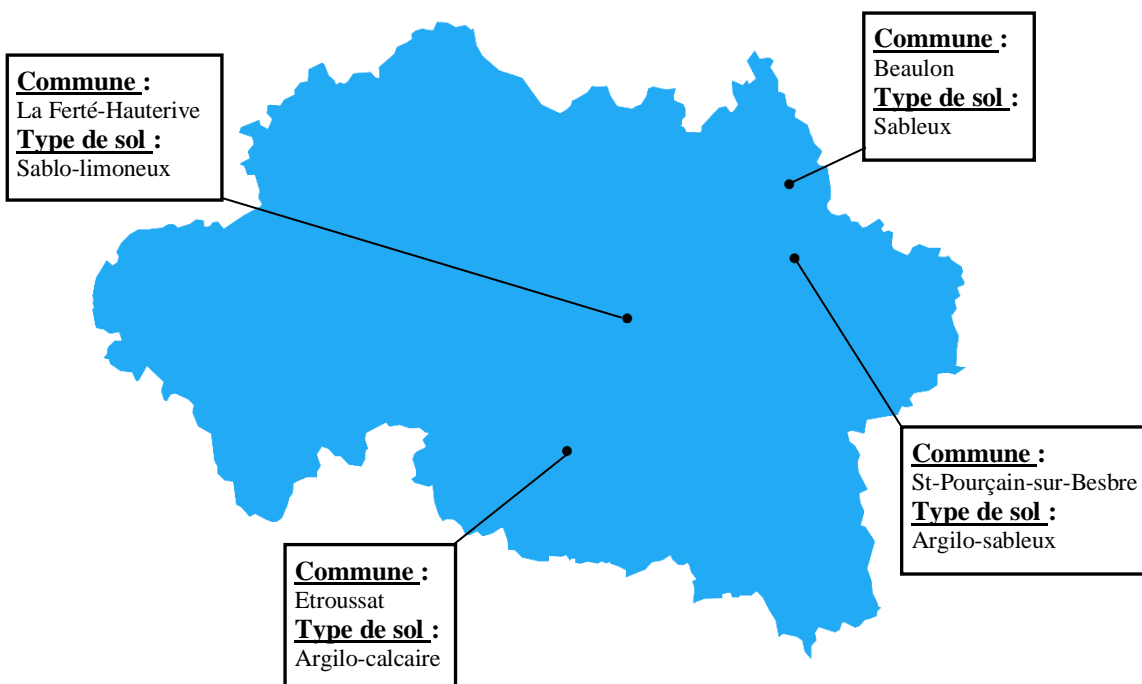 Commune :
La Ferté-Hauterive
Type de sol :
Sablo-limoneux
Commune :
Beaulon
Type de sol :
Sableux
Commune :
St-Pourçain-sur-Besbre
Type de sol :
Argilo-sableux
Commune :
Etroussat
Type de sol :
Argilo-calcaire